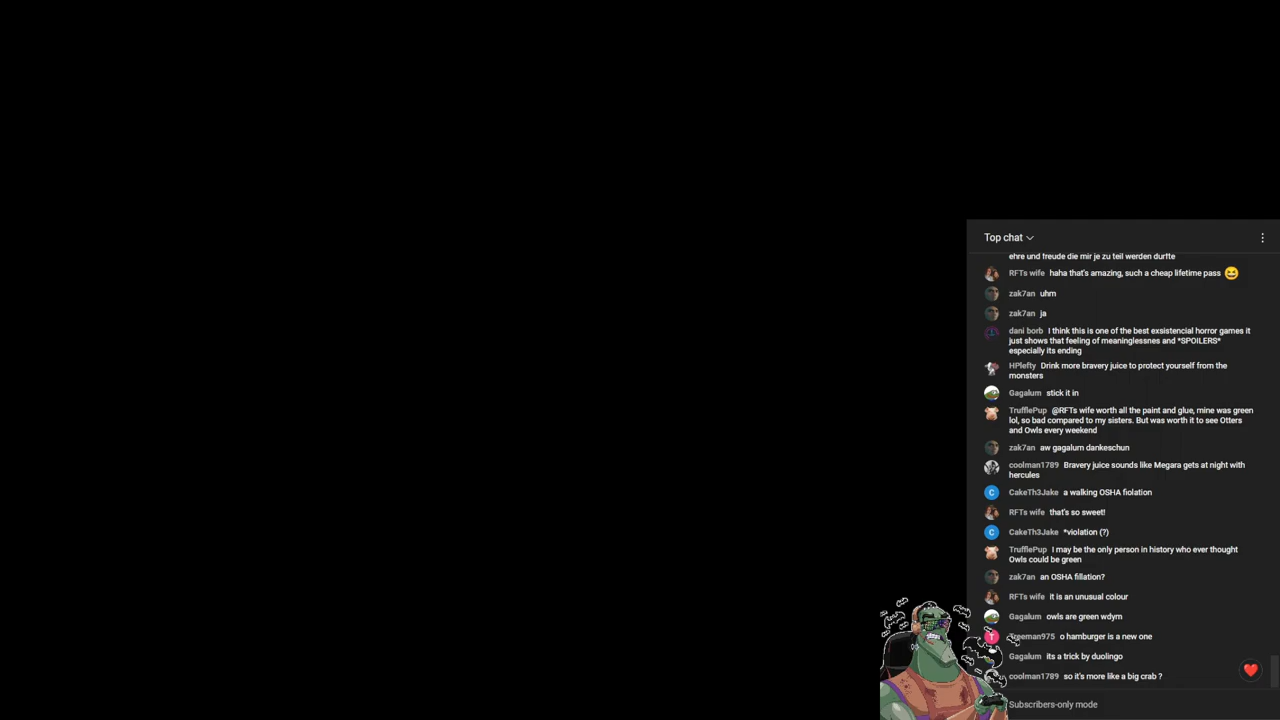 Top chat
ehre und freude die mir je zu teil werden durfte
RFTs wife haha that's amazing, such a cheap lifetime pass
zak7an uhm
zak7an ja
dani borb I think this is one of the best exsistencial horror games it
just shows that feeling of meaninglessnes and *SPOILERS*
especially its ending
HPlefty Drink more bravery juice to protect yourself from the
monsters
Gagalum stick it in
TrufflePup @RFTs wife worth all the paint and glue, mine was green
lol, so bad compared to my sisters. But was worth it to see Otters
and Owls every weekend
zak7an aw gagalum dankeschun
coolman1789 Bravery juice sounds like Megara gets at night with
hercules
C CakeTh3Jake a walking OSHA fiolation
RFTs wife that's so sweet!
C CakeTh3Jake *violation (?)
TrufflePup I may be the only person in history who ever thought
Owls could be green
zak7an an OSHA fillation?
RFTs wife it is an unusual colour
Gagalum owls are green wdym
T freeman975 o hamburger is a new one
Gagalum its a trick by duolingo
coolman1789 so it's more like a big crab ?
Subscribers-only mode